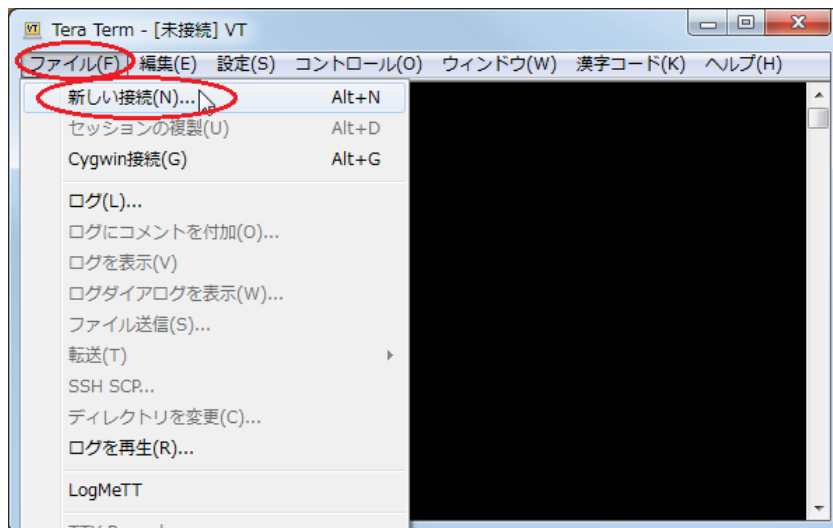 VT Tera Term - [未接続] VT
ファイル(F) 編集(E) 設定(S) コントロール(O) ウィンドウ(W) 漢字コード(K) ヘルプ(H)
新しい接続(N)... Alt+N
セッションの複製(U) Alt+D
Cygwin接続(G) Alt+G
ログ(L)...
ログにコメントを付加(O)...
ログを表示(V)
ログダイアログを表示(W)...
ファイル送信(S)...
転送(T)
SSH SCP...
ディレクトリを変更(C)...
ログを再生(R)...
LogMeTT